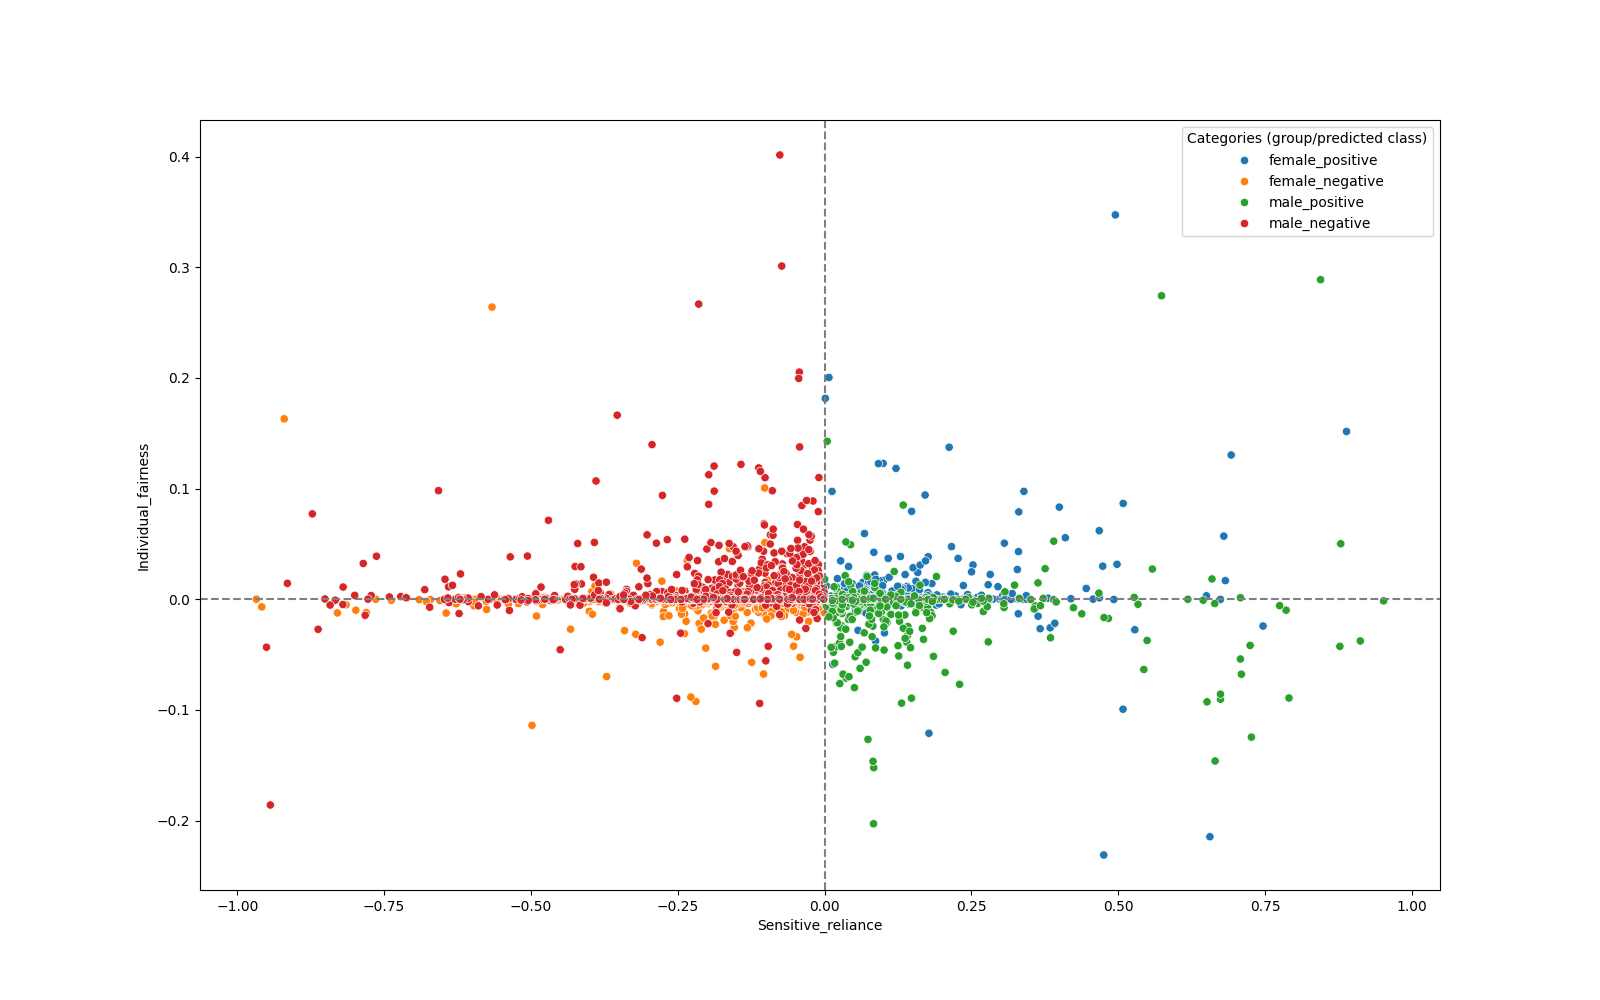 Categories (group/predicted class)
female_positive
female_negative
male_positive
male_negative
0.4
0.3
0.2
0.1
0.0
−0.1
−0.2
Individual_fairness
−1.00
−0.75
−0.50
−0.25
0.00
0.25
0.50
0.75
1.00
Sensitive_reliance